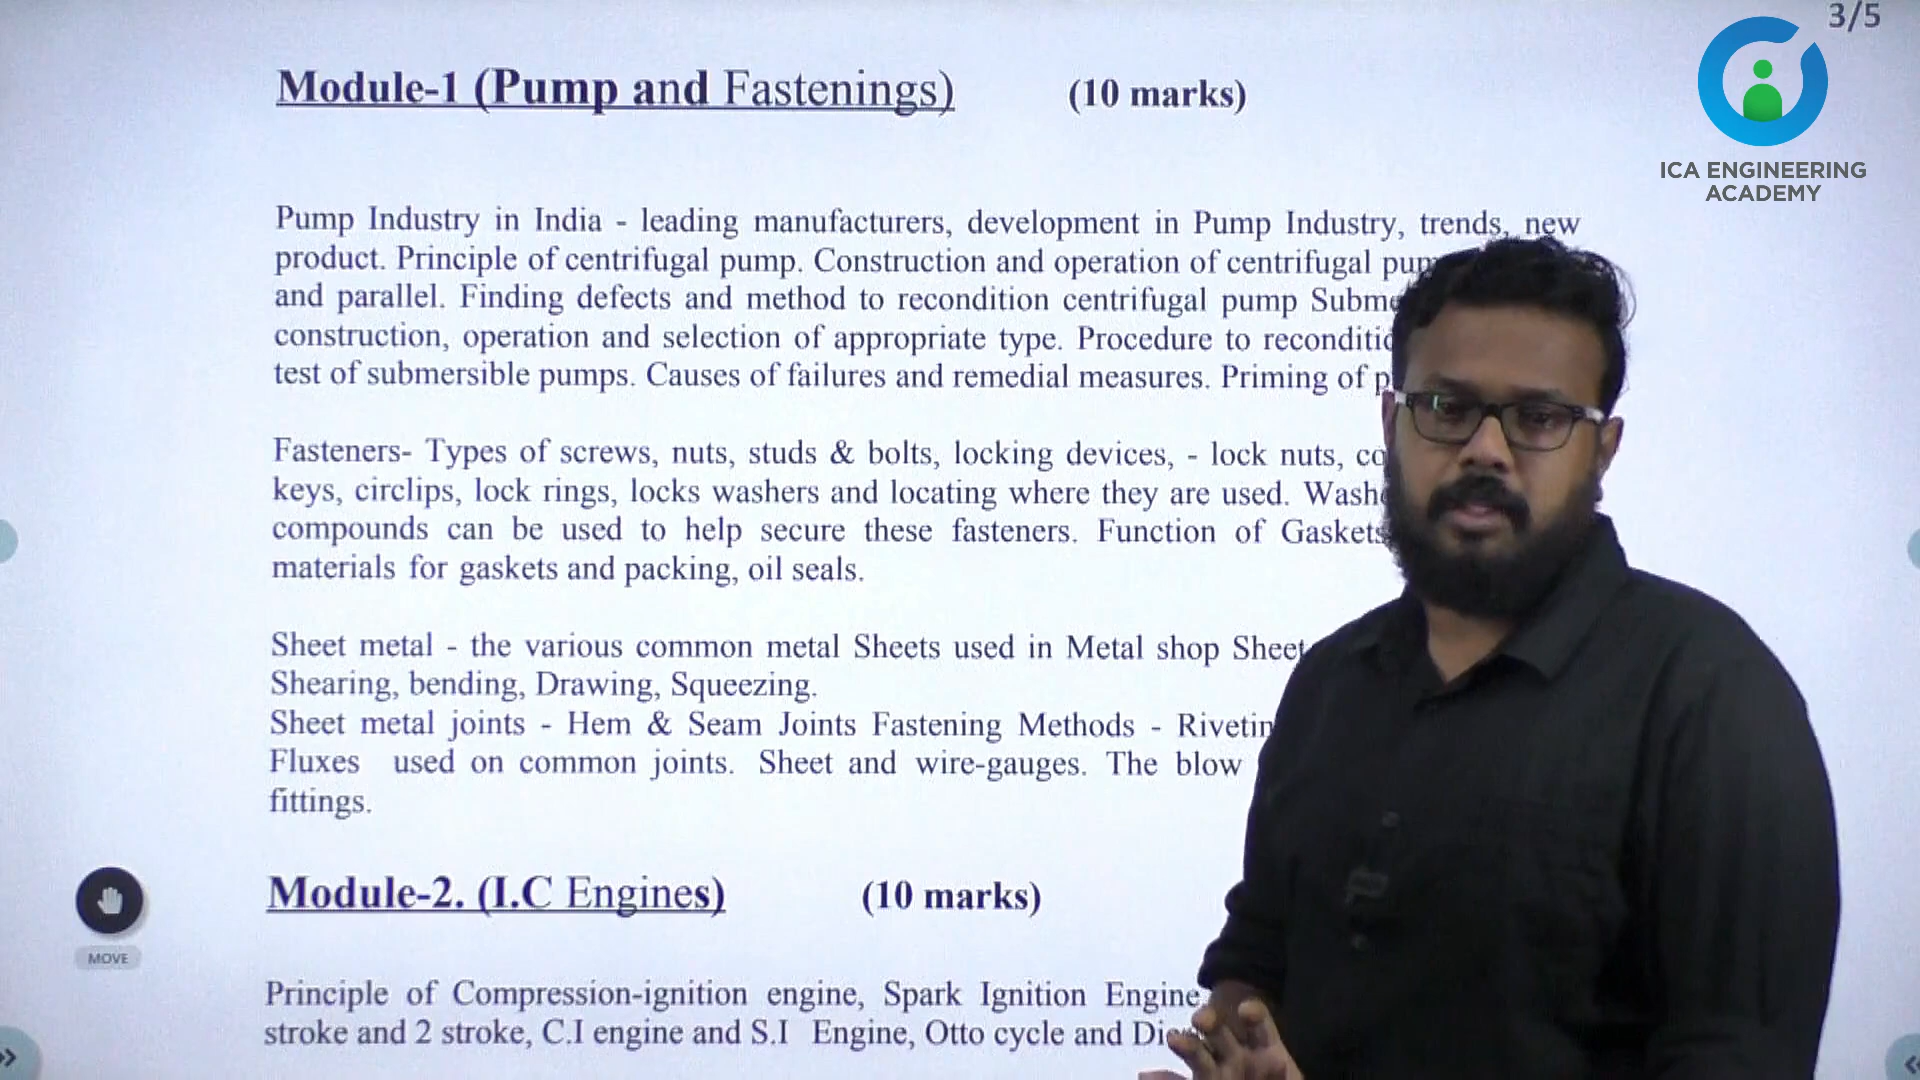 3/5
ICA ENGINEERING
ACADEMY
Module-1 (Pump and Fastenings) (10 marks)
Pump Industry in India - leading manufacturers, development in Pump Industry, trends, new
product. Principle of centrifugal pump. Construction and operation of centrifugal
and parallel. Finding defects and method to recondition centrifugal pump
construction, operation and selection of appropriate type. Procedure to
test of submersible pumps. Causes of failures and remedial measures. Priming of
Fasteners- Types of screws, nuts, studs & bolts, locking devices, - lock nuts,
keys, circlips, lock rings, locks washers and locating where they are used.
compounds can be used to help secure these fasteners. Function of Gaskets
materials for gaskets and packing, oil seals.
Sheet metal - the various common metal Sheets used in Metal shop Sheet
Shearing, bending, Drawing, Squeezing.
Sheet metal joints - Hem & Seam Joints Fastening Methods -
Fluxes used on common joints. Sheet and wire-gauges. The blow
fittings.
Module-2. (I.C Engines) (10 marks)
MOVE
Principle of Compression-ignition engine, Spark Ignition Engine
stroke and 2 stroke, C.I engine and S.I Engine, Otto cycle and